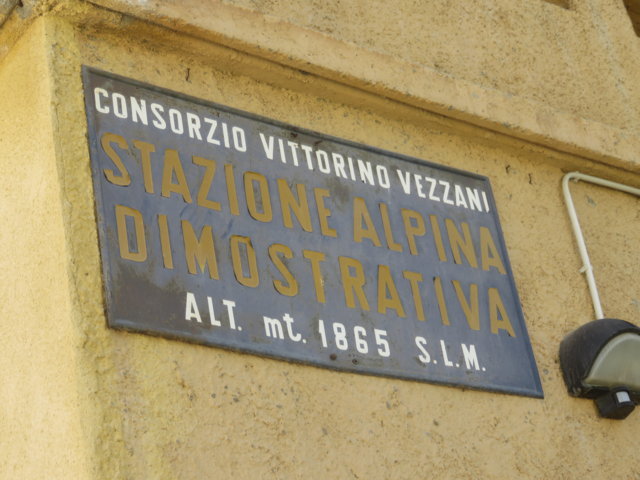 CONSORZIO VITTORINO VEZZANI
STAZIONE ALPINA
DIMOSTRATIVA
ALT. mt. 1865 S.L.M.